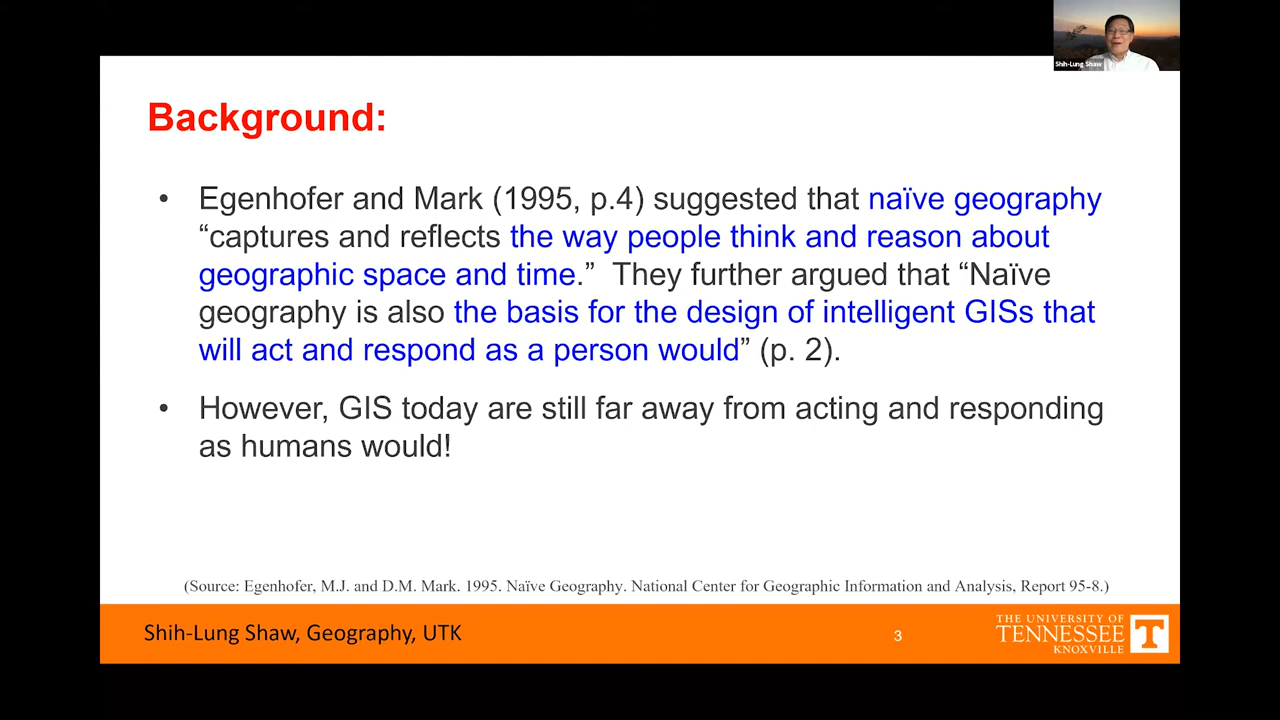 Shih-Lung Shaw
Background:
• Egenhofer and Mark (1995, p.4) suggested that naïve geography
“captures and reflects the way people think and reason about
geographic space and time.”  They further argued that “Naïve
geography is also the basis for the design of intelligent GISs that
will act and respond as a person would” (p. 2).
• However, GIS today are still far away from acting and responding
as humans would!
(Source: Egenhofer, M.J. and D.M. Mark. 1995. Naïve Geography. National Center for Geographic Information and Analysis, Report 95-8.)
Shih-Lung Shaw, Geography, UTK
3
THE UNIVERSITY OF
TENNESSEE
KNOXVILLE
T